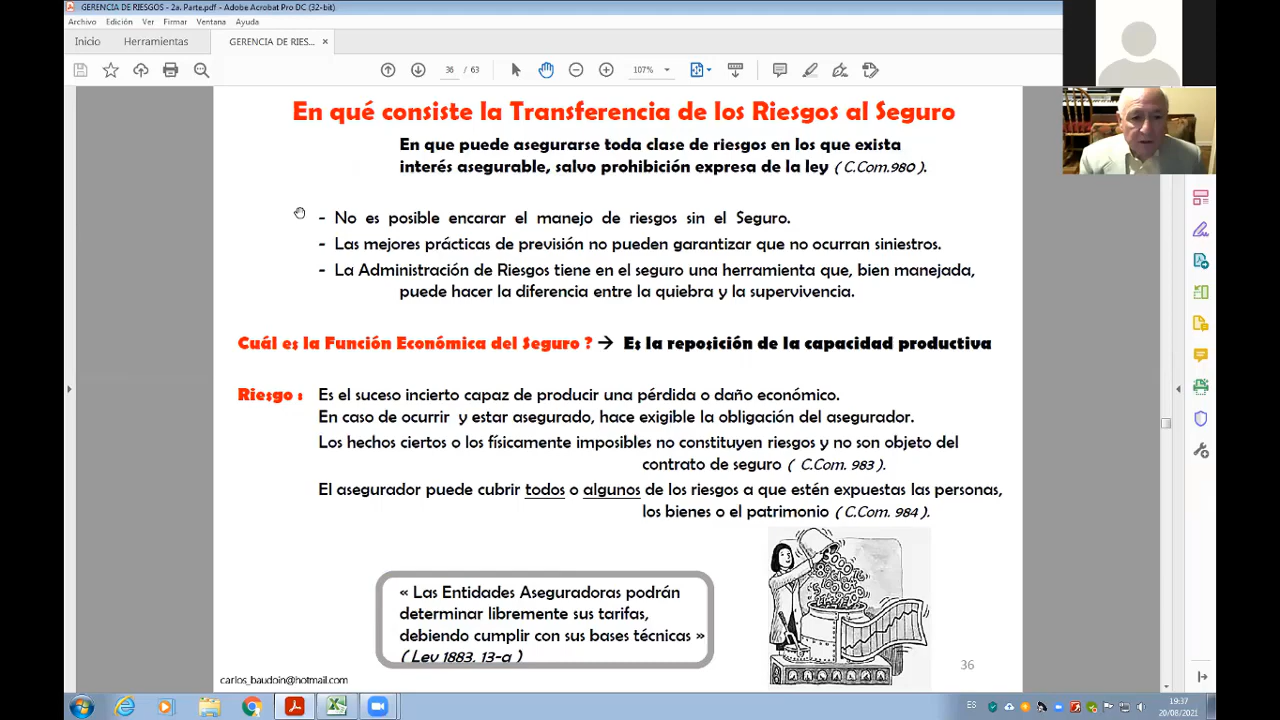 GERENCIA DE RIESGOS - 2a. Parte.pdf - Adobe Acrobat Pro DC (32-bit)
Archivo Edición Ver Firmar Ventana Ayuda
Inicio Herramientas GERENCIA DE RIES... ×
36 / 63 107%
En qué consiste la Transferencia de los Riesgos al Seguro
En que puede asegurarse toda clase de riesgos en los que exista
interés asegurable, salvo prohibición expresa de la ley ( C.Com.980 ).
- No es posible encarar el manejo de riesgos sin el Seguro.
- Las mejores prácticas de previsión no pueden garantizar que no ocurran siniestros.
- La Administración de Riesgos tiene en el seguro una herramienta que, bien manejada,
puede hacer la diferencia entre la quiebra y la supervivencia.
Cuál es la Función Económica del Seguro ? → Es la reposición de la capacidad productiva
Riesgo : Es el suceso incierto capaz de producir una pérdida o daño económico.
En caso de ocurrir y estar asegurado, hace exigible la obligación del asegurador.
Los hechos ciertos o los físicamente imposibles no constituyen riesgos y no son objeto del
contrato de seguro ( C.Com. 983 ).
El asegurador puede cubrir todos o algunos de los riesgos a que estén expuestas las personas,
los bienes o el patrimonio ( C.Com. 984 ).
« Las Entidades Aseguradoras podrán
determinar libremente sus tarifas,
debiendo cumplir con sus bases técnicas »
( Ley 1883, 13-a )
36
carlos_baudoin@hotmail.com
ES 19:37
20/08/2021